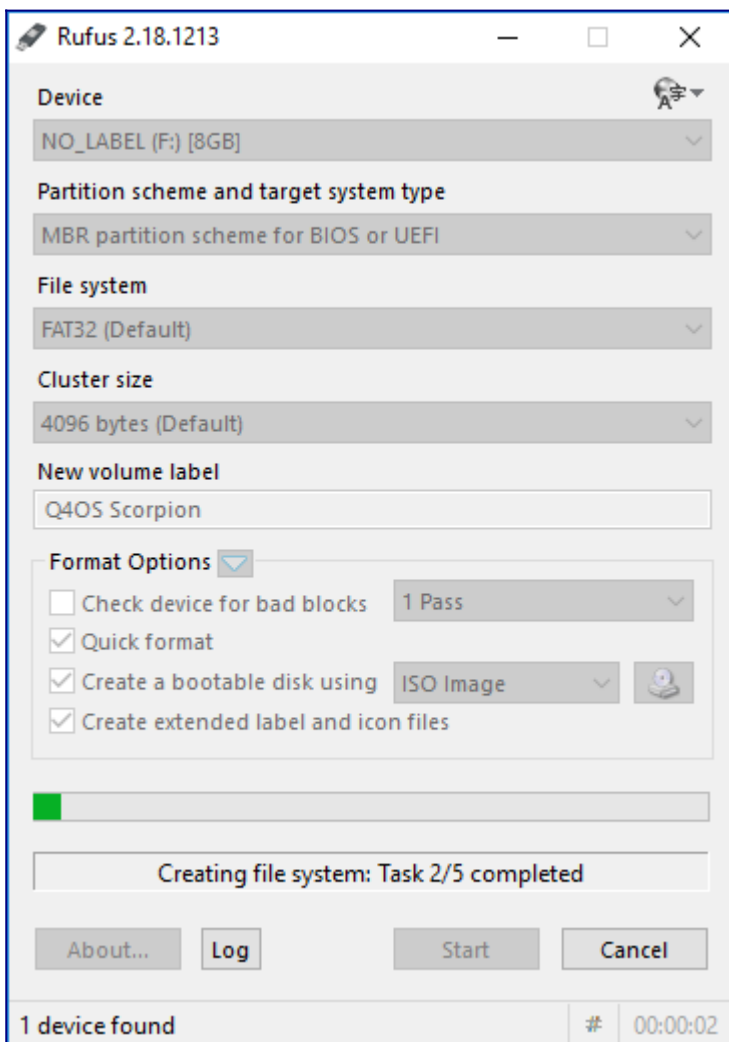 Rufus 2.18.1213
Device
NO_LABEL (F:) [8GB]
Partition scheme and target system type
MBR partition scheme for BIOS or UEFI
File system
FAT32 (Default)
Cluster size
4096 bytes (Default)
New volume label
Q4OS Scorpion
Format Options
Check device for bad blocks 1 Pass
Quick format
Create a bootable disk using ISO Image
Create extended label and icon files
Creating file system: Task 2/5 completed
About... Log Start Cancel
1 device found # 00:00:02